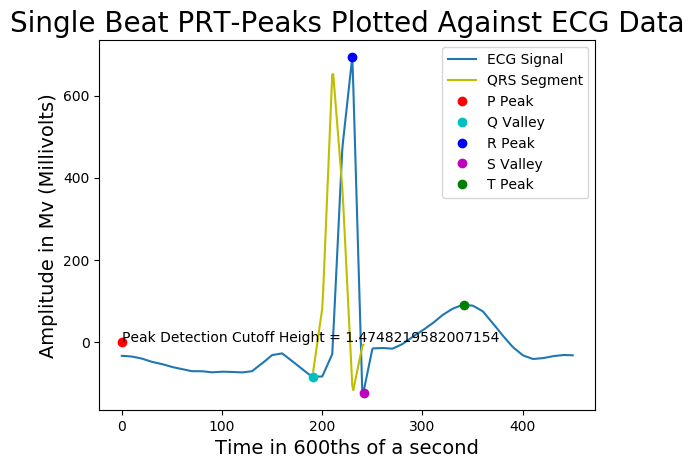 Single Beat PRT-Peaks Plotted Against ECG Data
Amplitude in Mv (Millivolts)
600
400
200
0
ECG Signal
QRS Segment
P Peak
Q Valley
R Peak
S Valley
T Peak
Peak Detection Cutoff Height = 1.4748219582007154
0
100
200
300
400
Time in 600ths of a second